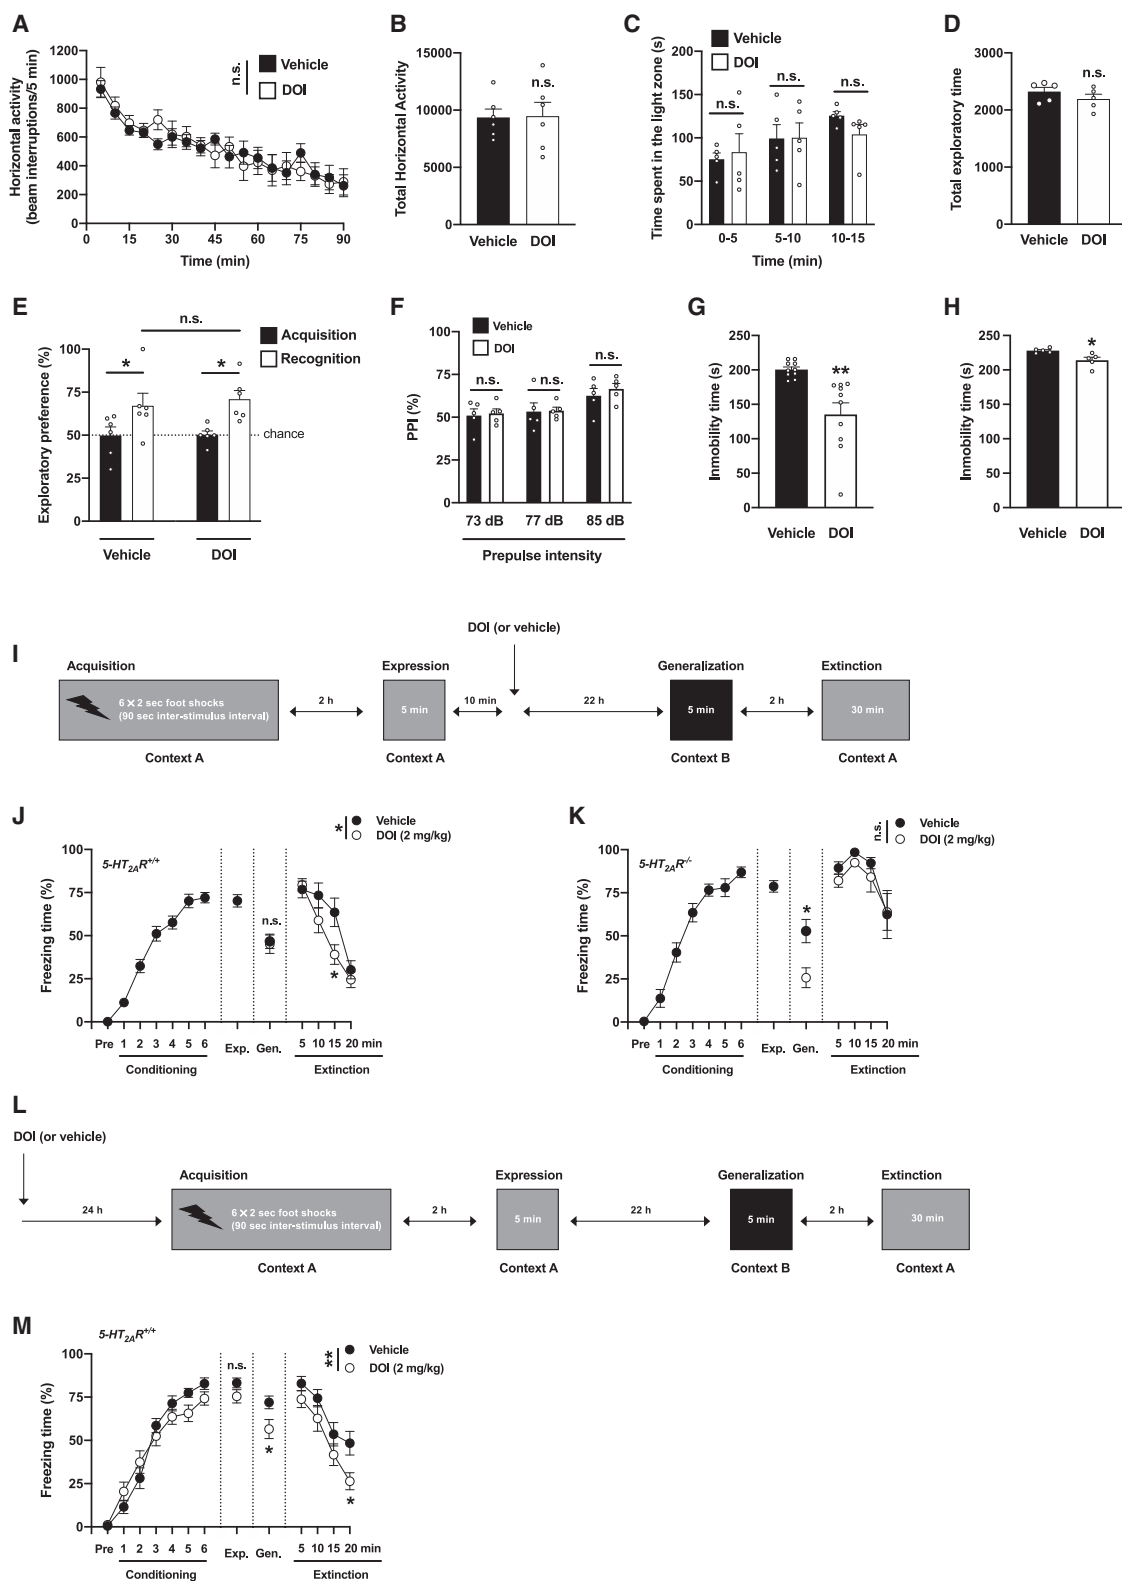 A
Horizontal activity
(beam interruptions/5 min)
1200
1000
800
600
400
200
0
0 15 30 45 60 75 90
Time (min)
n.s.
Vehicle
DOI
B
Total Horizontal Activity
15000
10000
5000
0
n.s.
Vehicle DOI
C
Time spent in the light zone (s)
200
150
100
50
0
Vehicle
DOI
n.s.
n.s.
n.s.
0-5 5-10 10-15
Time (min)
D
Total exploratory time
3000
2000
1000
0
n.s.
Vehicle DOI
E
Exploratory preference (%)
100
75
50
25
0
n.s.
Acquisition
Recognition
* *
chance
Vehicle DOI
F
PPI (%)
100
75
50
25
0
Vehicle
DOI
n.s. n.s. n.s.
73 dB 77 dB 85 dB
Prepulse intensity
G
Inmobility time (s)
250
200
150
100
50
0
**
Vehicle DOI
H
Inmobility time (s)
250
200
150
100
50
0
*
Vehicle DOI
I
DOI (or vehicle)
Acquisition Expression Generalization Extinction
6 × 2 sec foot shocks
(90 sec inter-stimulus interval)
2 h
5 min
10 min
22 h
5 min
2 h
30 min
Context A Context A Context B Context A
J
Vehicle
DOI (2 mg/kg)
*
5-HT2AR+/+
Freezing time (%)
100
75
50
25
0
n.s.
*
Pre 1 2 3 4 5 6 Exp. Gen. 5 10 15 20 min
Conditioning Extinction
K
n.s.
Vehicle
DOI (2 mg/kg)
5-HT2AR-/-
Freezing time (%)
100
75
50
25
0
*
Pre 1 2 3 4 5 6 Exp. Gen. 5 10 15 20 min
Conditioning Extinction
L
DOI (or vehicle)
Acquisition Expression Generalization Extinction
24 h
6 × 2 sec foot shocks
(90 sec inter-stimulus interval)
2 h
5 min
22 h
5 min
2 h
30 min
Context A Context A Context B Context A
M
5-HT2AR+/+
**
Vehicle
DOI (2 mg/kg)
Freezing time (%)
100
75
50
25
0
n.s.
*
*
Pre 1 2 3 4 5 6 Exp. Gen. 5 10 15 20 min
Conditioning Extinction